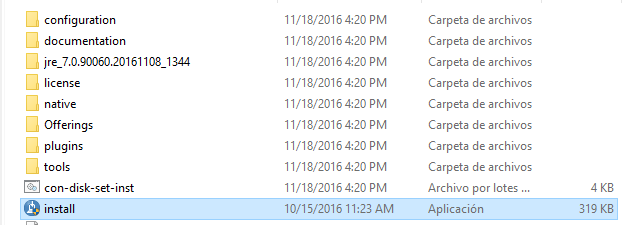 configuration 11/18/2016 4:20 PM Carpeta de archivos
documentation 11/18/2016 4:20 PM Carpeta de archivos
jre_7.0.90060.20161108_1344 11/18/2016 4:20 PM Carpeta de archivos
license 11/18/2016 4:20 PM Carpeta de archivos
native 11/18/2016 4:20 PM Carpeta de archivos
Offerings 11/18/2016 4:20 PM Carpeta de archivos
plugins 11/18/2016 4:20 PM Carpeta de archivos
tools 11/18/2016 4:20 PM Carpeta de archivos
con-disk-set-inst 11/18/2016 4:20 PM Archivo por lotes ... 4 KB
install 10/15/2016 11:23 AM Aplicación 319 KB